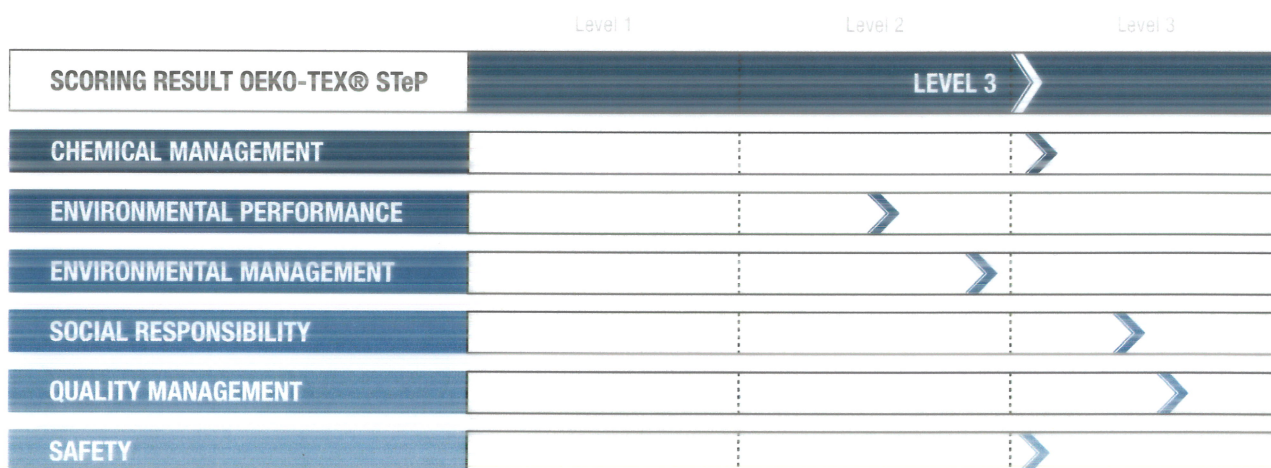 Level 1 Level 2 Level 3
SCORING RESULT OEKO-TEX® STeP LEVEL 3
CHEMICAL MANAGEMENT
ENVIRONMENTAL PERFORMANCE
ENVIRONMENTAL MANAGEMENT
SOCIAL RESPONSIBILITY
QUALITY MANAGEMENT
SAFETY